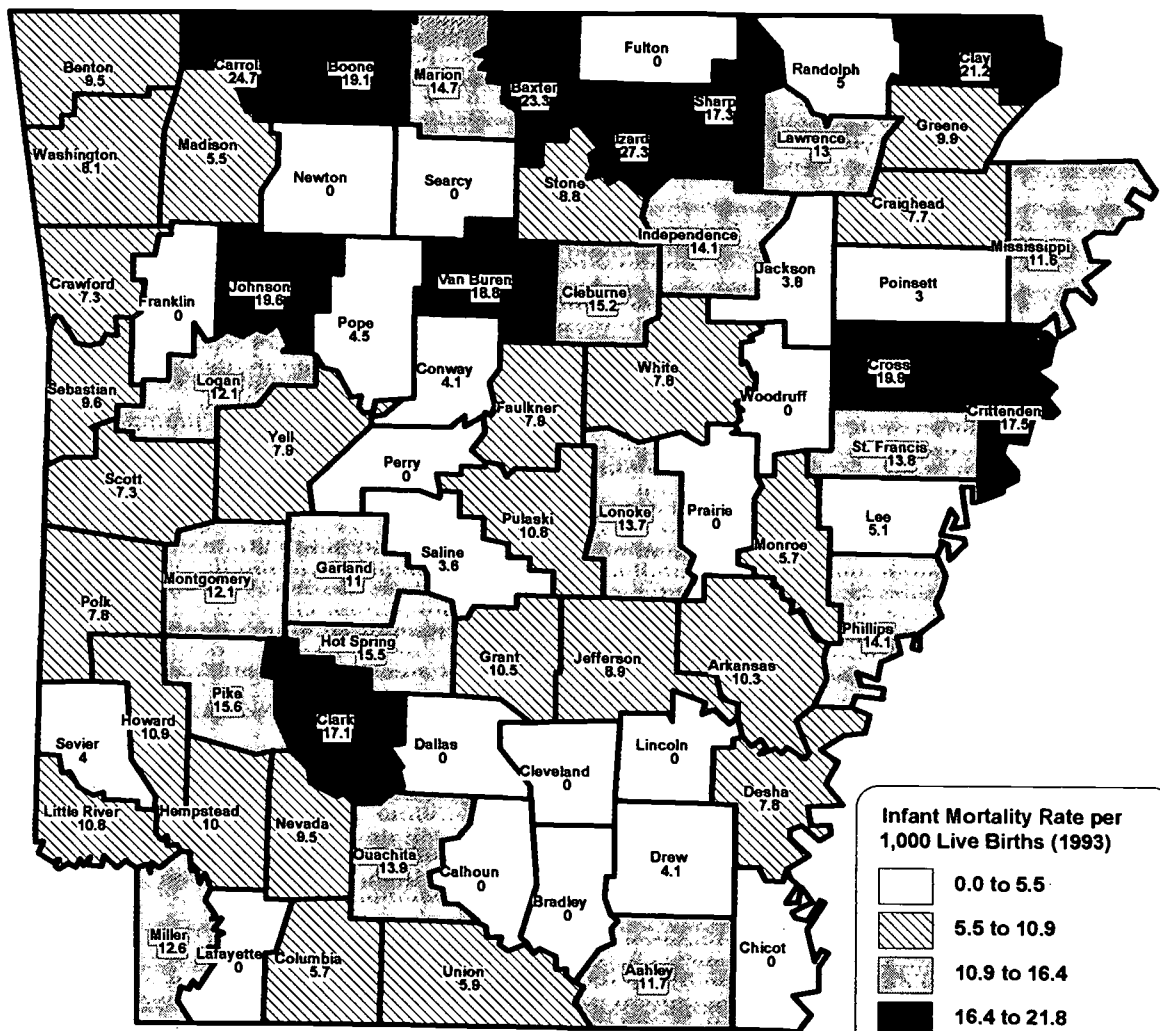 Benton
9.5
Carroll
24.7
Boone
19.1
Marion
14.7
Baxter
23.3
Fulton
0
Sharp
17.3
Randolph
5
Clay
21.2
Washington
8.1
Madison
5.5
Newton
0
Searcy
0
Stone
8.8
Izard
27.3
Lawrence
13
Greene
9.9
Independence
14.1
Craighead
7.7
Mississippi
11.6
Crawford
7.3
Franklin
0
Johnson
19.6
Pope
4.5
Van Buren
18.8
Cleburne
15.2
Jackson
3.8
Poinsett
3
Sebastian
9.6
Logan
12.1
Conway
4.1
Faulkner
7.9
White
7.8
Woodruff
0
Cross
19.9
Crittenden
17.5
Yell
7.9
Perry
0
St. Francis
13.8
Scott
7.3
Pulaski
10.8
Lonoke
13.7
Prairie
0
Monroe
5.7
Lee
5.1
Saline
3.6
Garland
11
Montgomery
12.1
Polk
7.8
Hot Spring
15.5
Grant
10.5
Jefferson
8.9
Arkansas
10.3
Phillips
14.1
Pike
15.6
Clark
17.1
Howard
10.9
Sevier
4
Dallas
0
Cleveland
0
Lincoln
0
Desha
7.8
Little River
10.8
Hempstead
10
Nevada
9.5
Ouachita
13.9
Calhoun
0
Bradley
0
Drew
4.1
Chicot
0
Miller
12.6
Lafayette
0
Columbia
5.7
Union
5.9
Ashley
11.7
Infant Mortality Rate per
1,000 Live Births (1993)
0.0 to 5.5
5.5 to 10.9
10.9 to 16.4
16.4 to 21.8